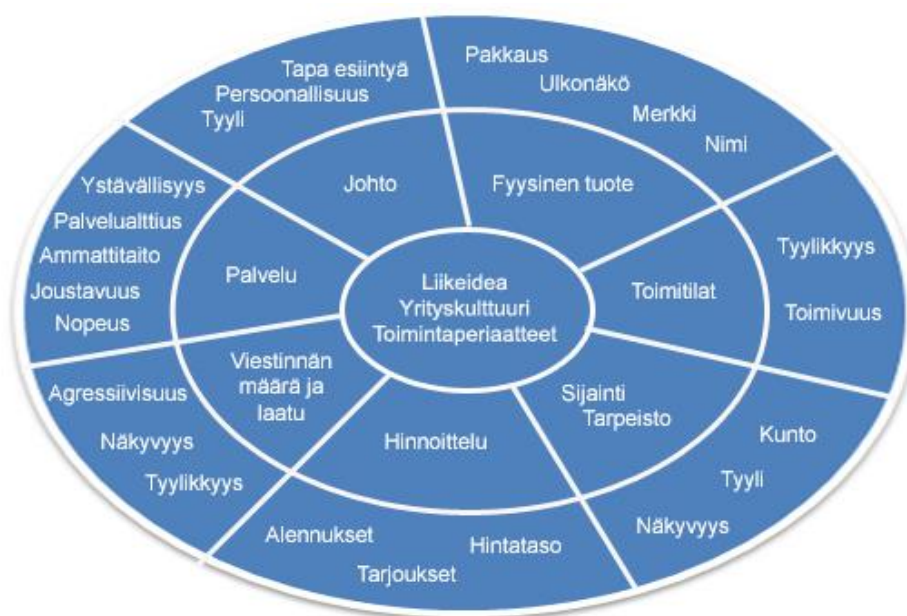 Tapa esiintyä
Persoonallisuus
Tyyli
Pakkaus
Ulkonäkö
Merkki
Nimi
Johto
Fyysinen tuote
Ystävällisyys
Palvelualttius
Ammattitaito
Joustavuus
Nopeus
Palvelu
Liikeidea
Yrityskulttuuri
Toimintaperiaatteet
Toimitilat
Tyylikkyys
Toimivuus
Viestinnän
määrä ja
laatu
Hinnoittelu
Sijainti
Tarpeisto
Agressiivisuus
Näkyvyys
Tyylikkyys
Alennukset
Hintataso
Tarjoukset
Kunto
Tyyli
Näkyvyys